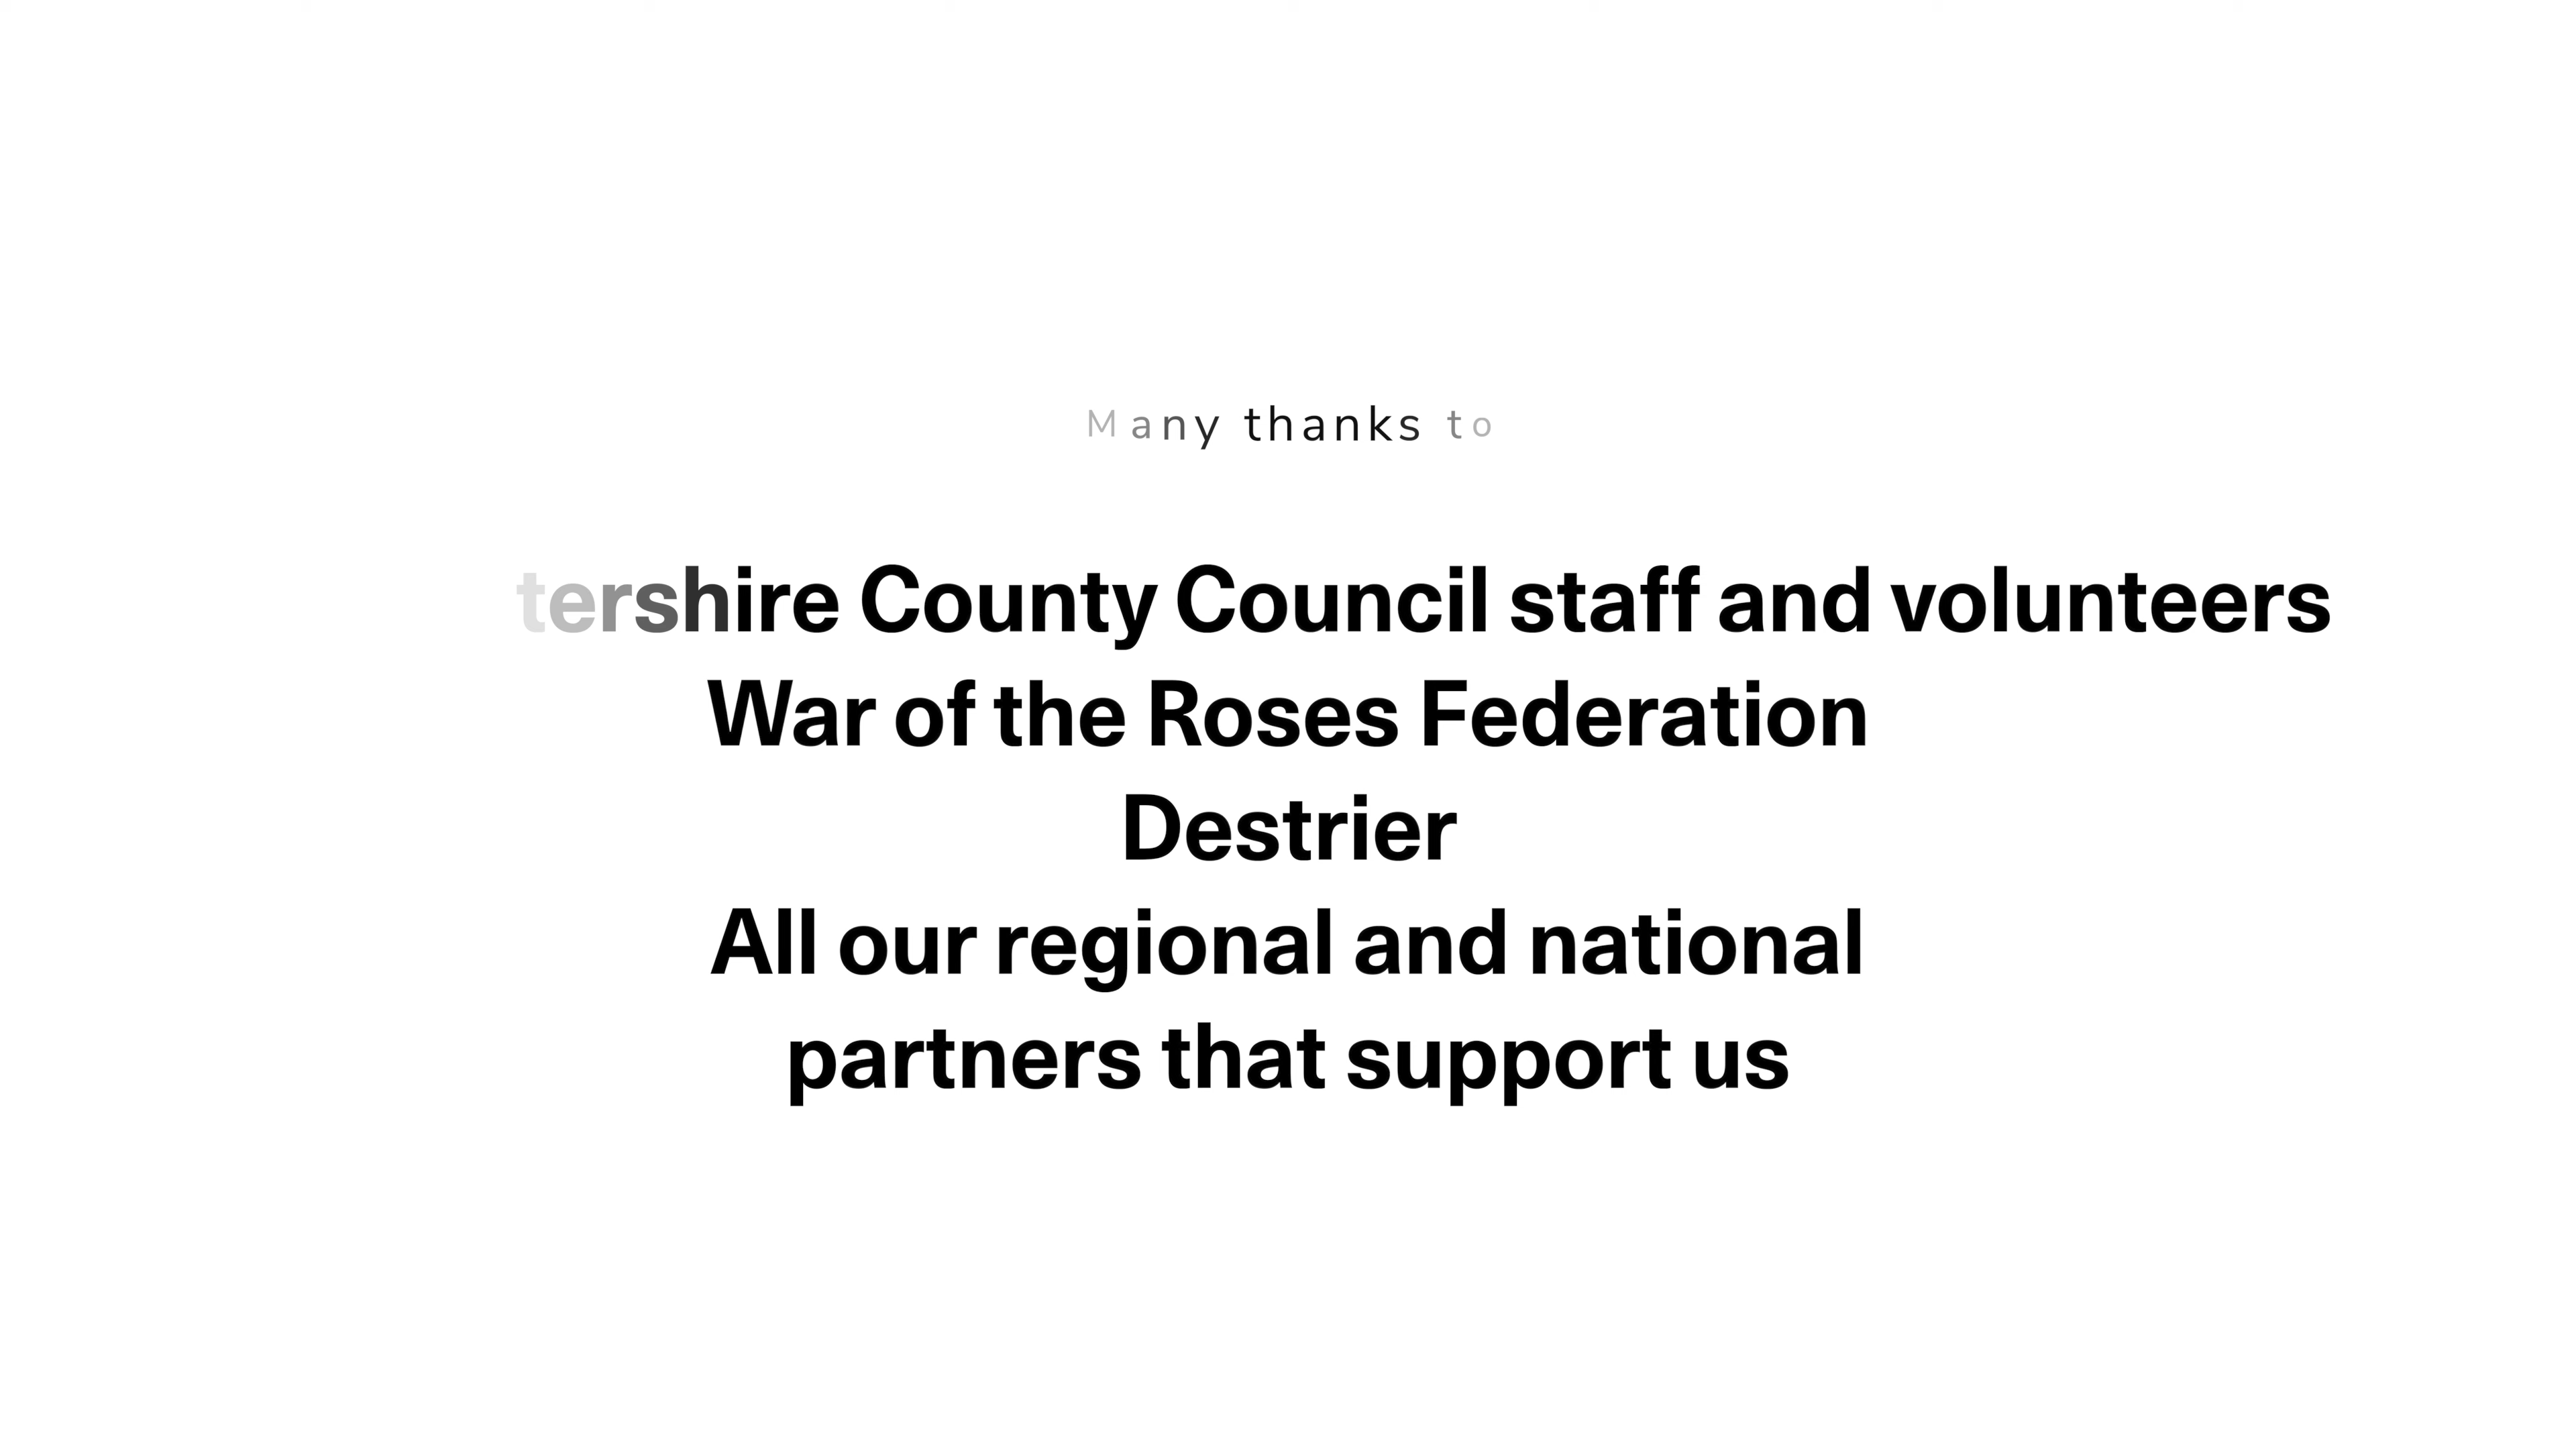 Many thanks to
tershire County Council staff and volunteers
War of the Roses Federation
Destrier
All our regional and national
partners that support us